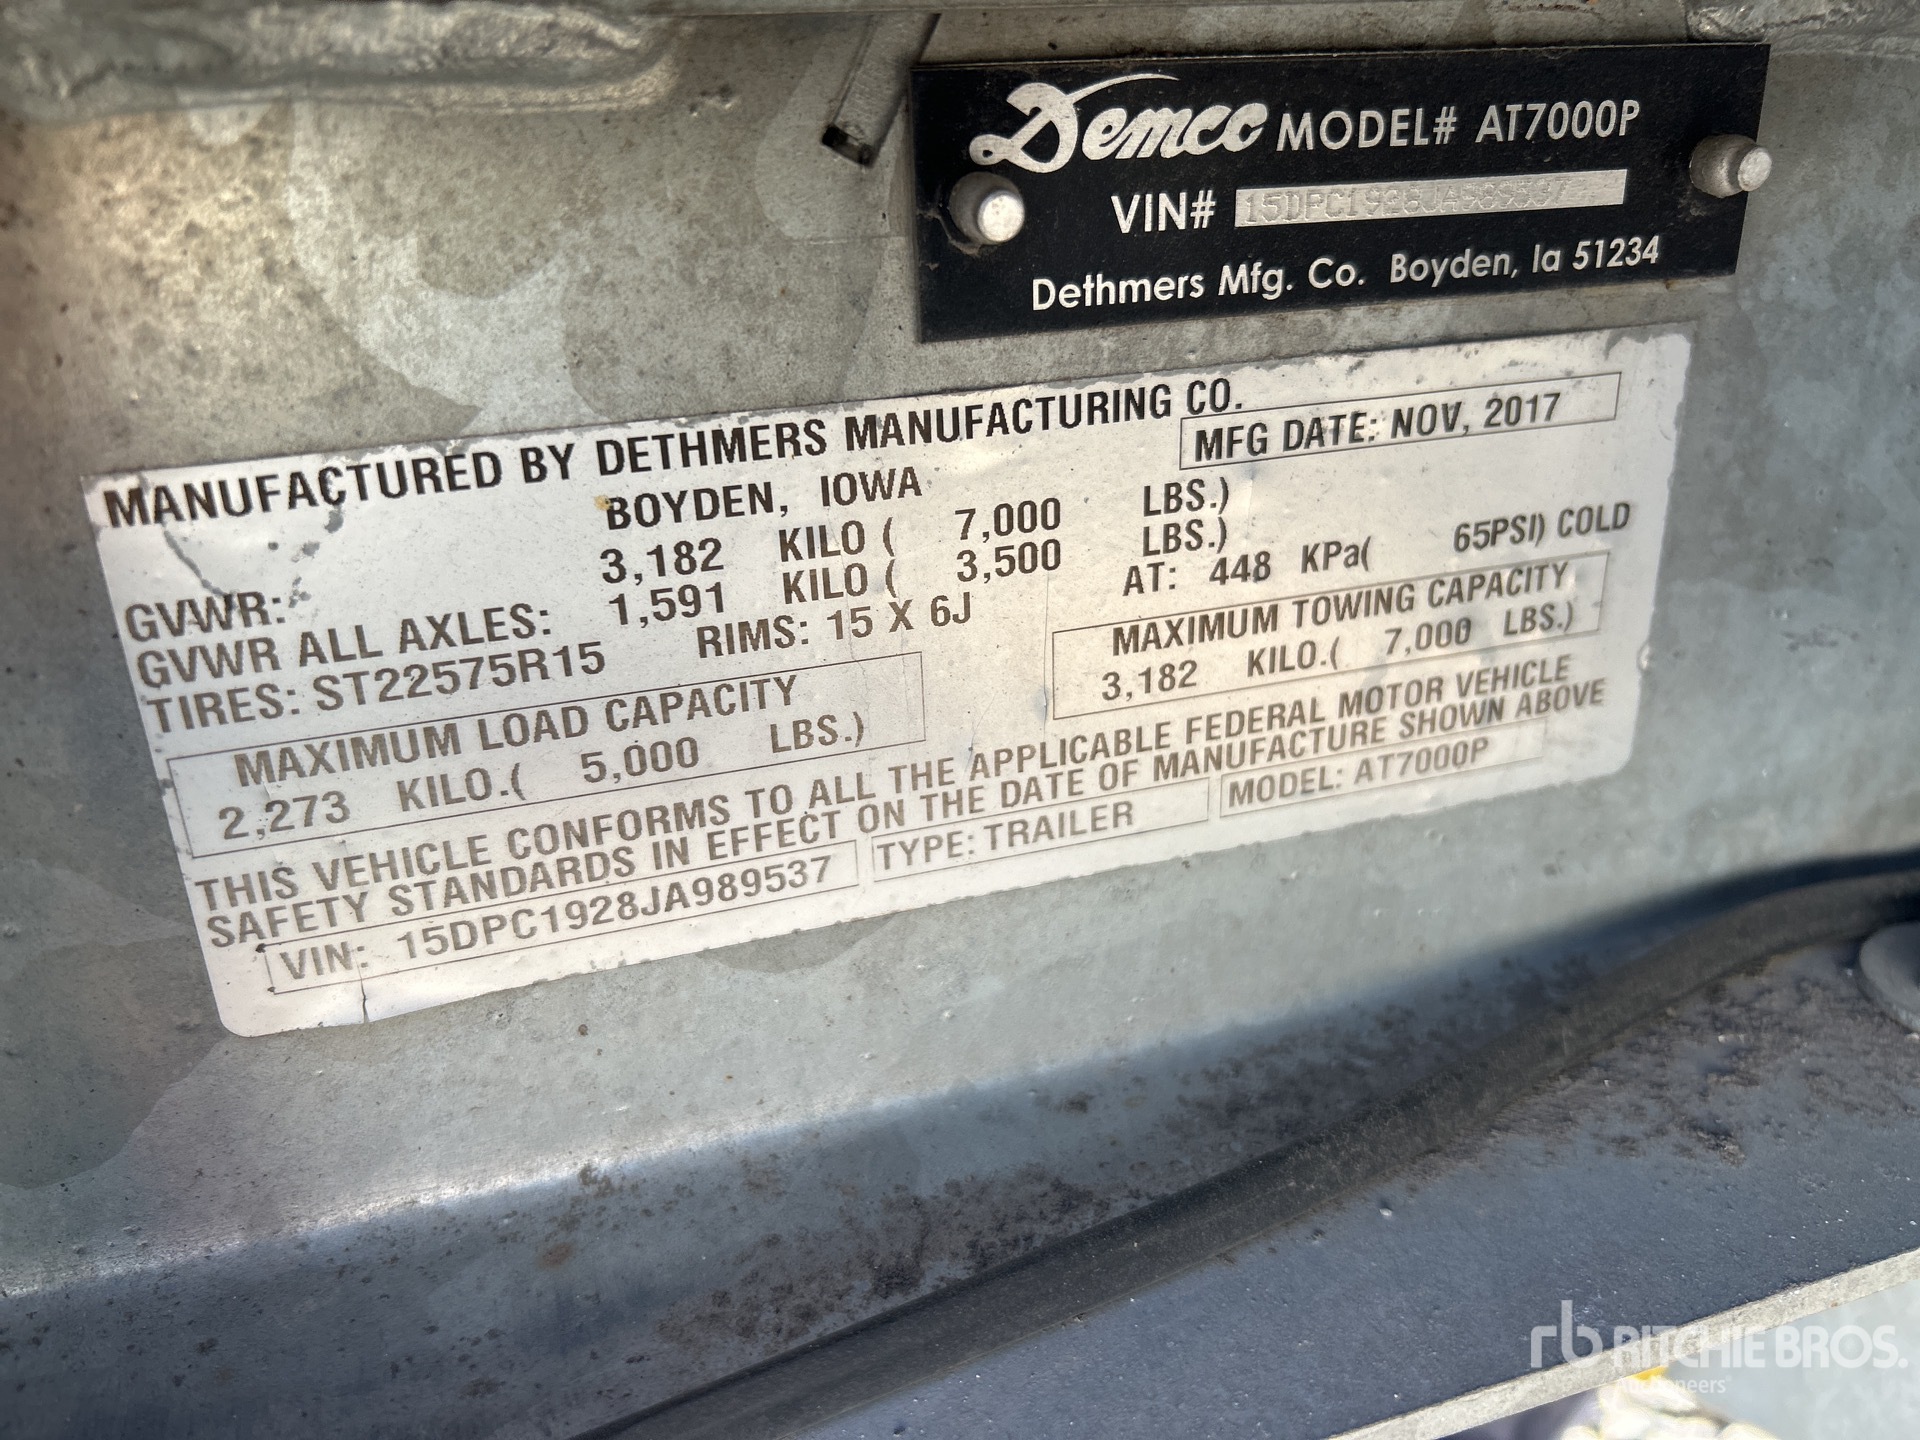 Demco MODEL# AT7000P
VIN# 15DPC1928JA989537
Dethmers Mfg. Co. Boyden, Ia 51234
MANUFACTURED BY DETHMERS MANUFACTURING CO.
BOYDEN, IOWA
MFG DATE: NOV, 2017
GVWR: 3,182 KILO ( 7,000 LBS.)
GVWR ALL AXLES: 1,591 KILO ( 3,500 LBS.)
TIRES: ST22575R15 RIMS: 15 X 6J AT: 448 KPa( 65PSI) COLD
MAXIMUM LOAD CAPACITY
2,273 KILO.( 5,000 LBS.)
MAXIMUM TOWING CAPACITY
3,182 KILO.( 7,000 LBS.)
THIS VEHICLE CONFORMS TO ALL THE APPLICABLE FEDERAL MOTOR VEHICLE
SAFETY STANDARDS IN EFFECT ON THE DATE OF MANUFACTURE SHOWN ABOVE
VIN: 15DPC1928JA989537 TYPE: TRAILER MODEL: AT7000P
rb RITCHIE BROS.
Auctioneers